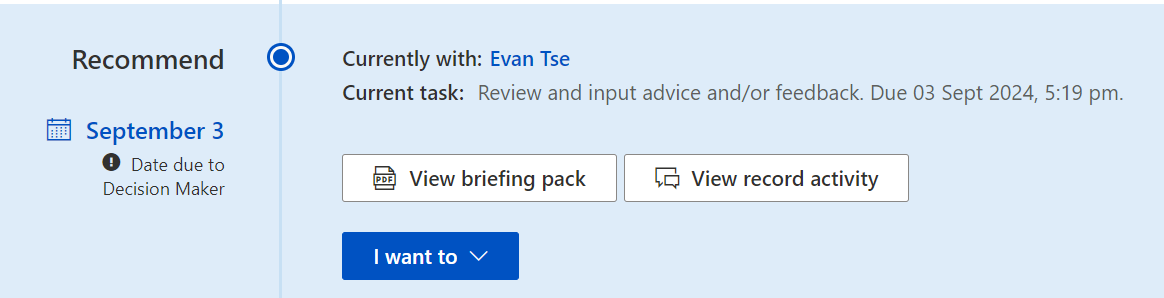 Recommend
September 3
Date due to
Decision Maker
Currently with: Evan Tse
Current task: Review and input advice and/or feedback. Due 03 Sept 2024, 5:19 pm.
PDF View briefing pack
View record activity
I want to